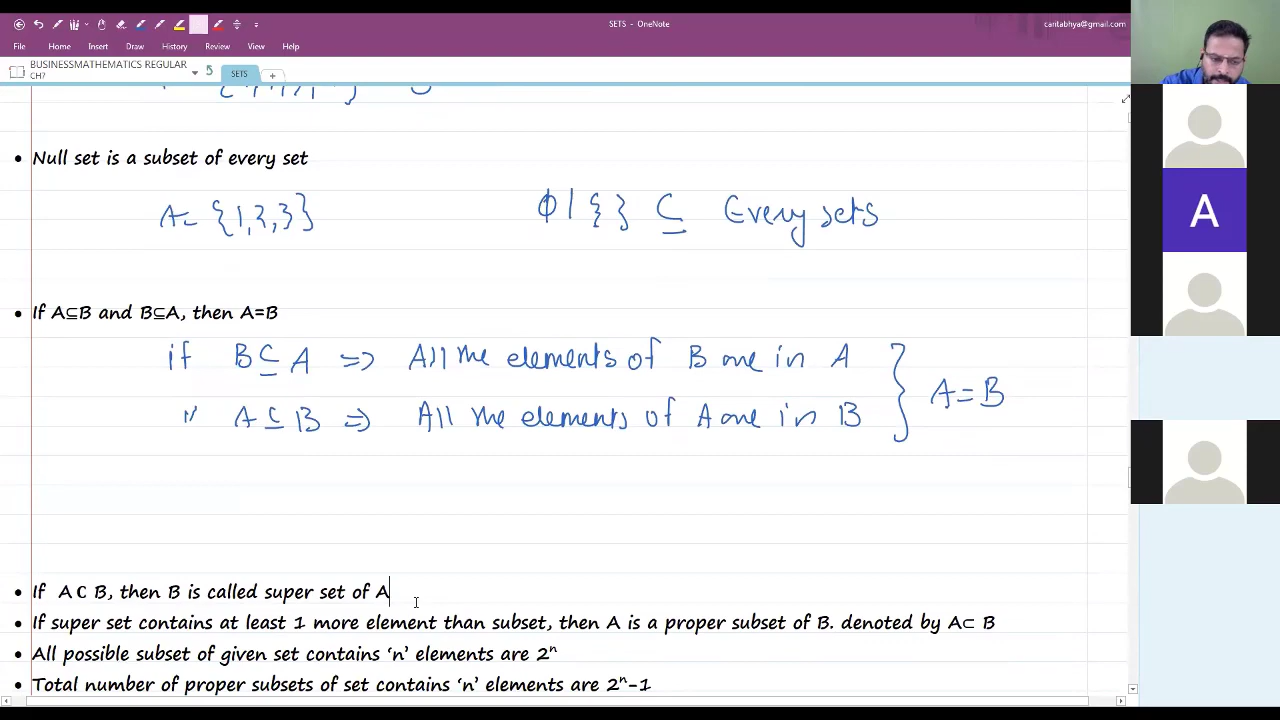 SETS - OneNote
cantabhya@gmail.com
File Home Insert Draw History Review View Help
BUSINESSMATHEMATICS REGULAR
CH7
SETS
• Null set is a subset of every set
A = {1,2,3}
Φ | { } ⊆ Every sets
• If A⊆B and B⊆A, then A=B
if B ⊆ A => All the elements of B are in A
" A ⊆ B => All the elements of A are in B
A = B
• If A C B, then B is called super set of A
• If super set contains at least 1 more element than subset, then A is a proper subset of B. denoted by A⊂ B
• All possible subset of given set contains ‘n’ elements are 2ⁿ
• Total number of proper subsets of set contains ‘n’ elements are 2ⁿ-1
A